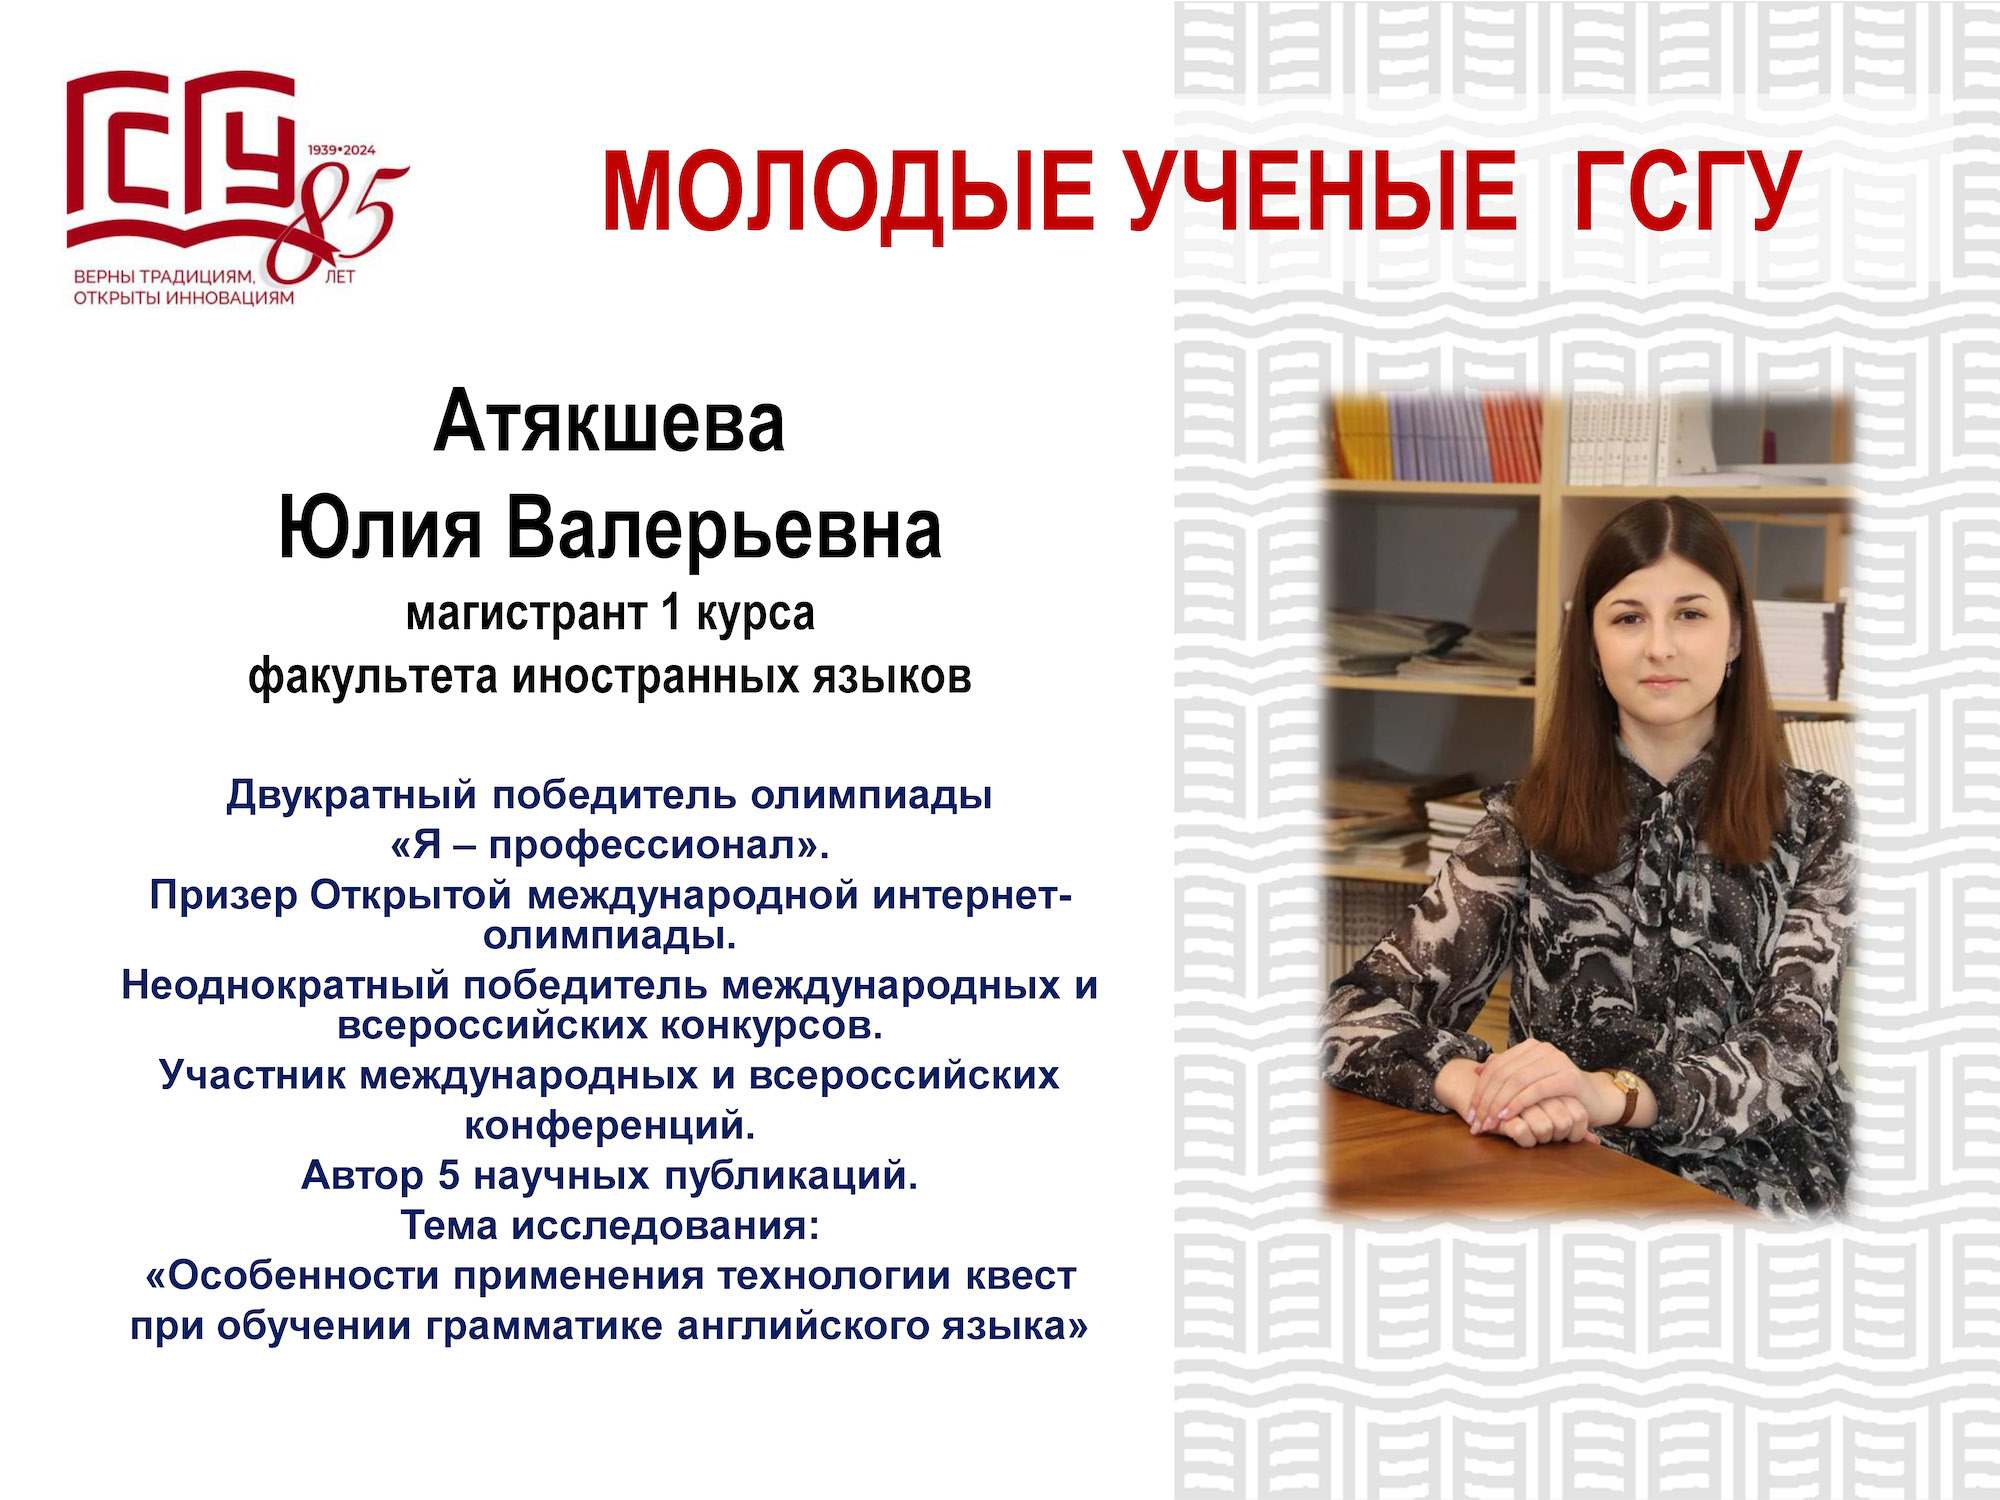 ГСГУ
1939•2024
85
ВЕРНЫ ТРАДИЦИЯМ, ЛЕТ
ОТКРЫТЫ ИННОВАЦИЯМ
МОЛОДЫЕ УЧЕНЫЕ ГСГУ
Атякшева
Юлия Валерьевна
магистрант 1 курса
факультета иностранных языков
Двукратный победитель олимпиады
«Я – профессионал».
Призер Открытой международной интернет-
олимпиады.
Неоднократный победитель международных и
всероссийских конкурсов.
Участник международных и всероссийских
конференций.
Автор 5 научных публикаций.
Тема исследования:
«Особенности применения технологии квест
при обучении грамматике английского языка»